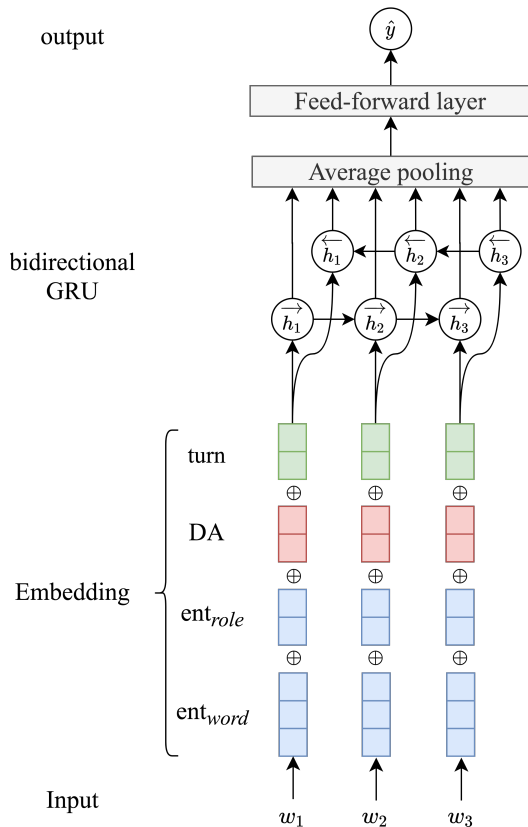 output
ŷ
Feed-forward layer
Average pooling
bidirectional
GRU
←h₁ ←h₂ ←h₃
→h₁ →h₂ →h₃
turn
⊕ ⊕ ⊕
DA
⊕ ⊕ ⊕
Embedding
ent_role
⊕ ⊕ ⊕
ent_word
Input
w₁ w₂ w₃